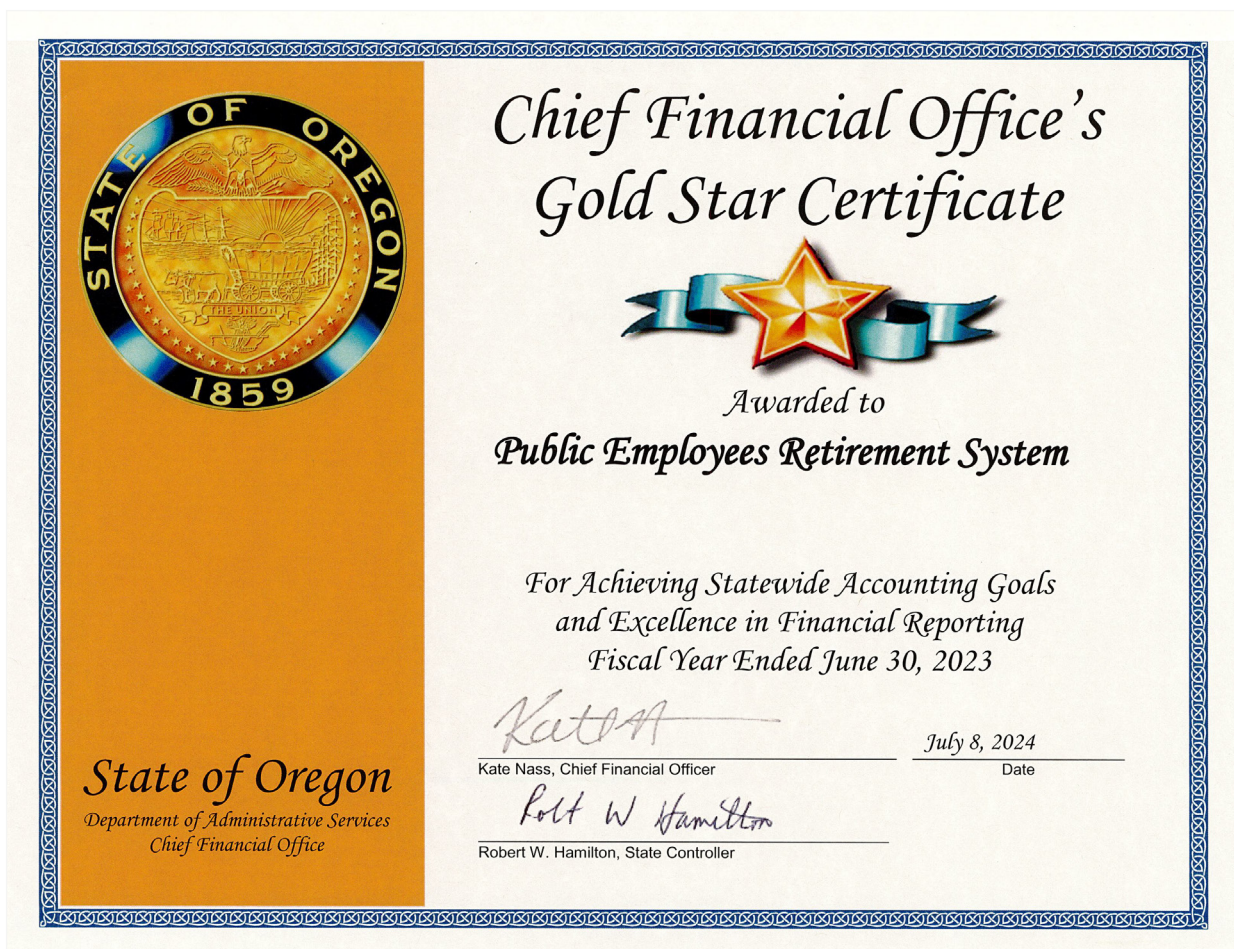 STATE OF OREGON
THE UNION
1859
State of Oregon
Department of Administrative Services
Chief Financial Office
Chief Financial Office's
Gold Star Certificate
Awarded to
Public Employees Retirement System
For Achieving Statewide Accounting Goals
and Excellence in Financial Reporting
Fiscal Year Ended June 30, 2023
July 8, 2024
Kate Nass, Chief Financial Officer
Date
Robt W Hamilton
Robert W. Hamilton, State Controller